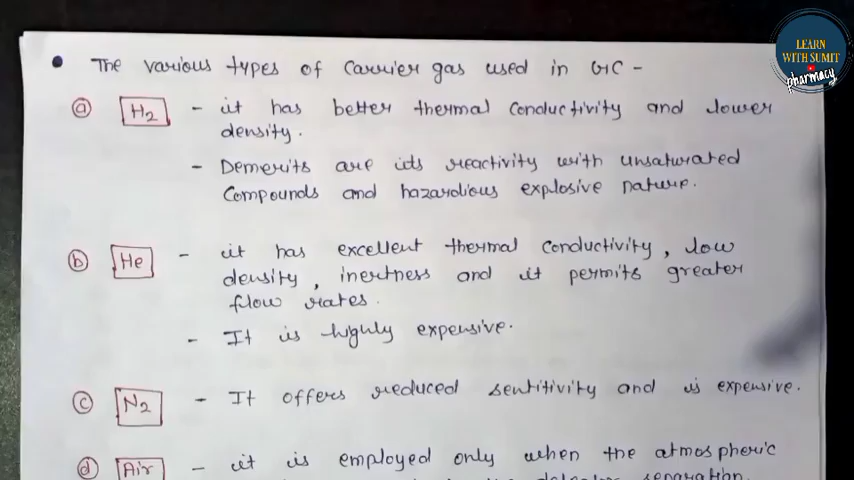 LEARN
WITH SUMIT
pharmacy
• The various types of carrier gas used in GC -
ⓐ H2 - it has better thermal conductivity and lower
density.
- Demerits are its reactivity with unsaturated
Compounds and hazardious explosive nature.
ⓑ He - it has excellent thermal conductivity, low
density, inertness and it permits greater
flow rates.
- It is highly expensive.
ⓒ N2 - It offers reduced sentitivity and is expensive.
ⓓ Air - it is employed only when the atmospheric
separation.